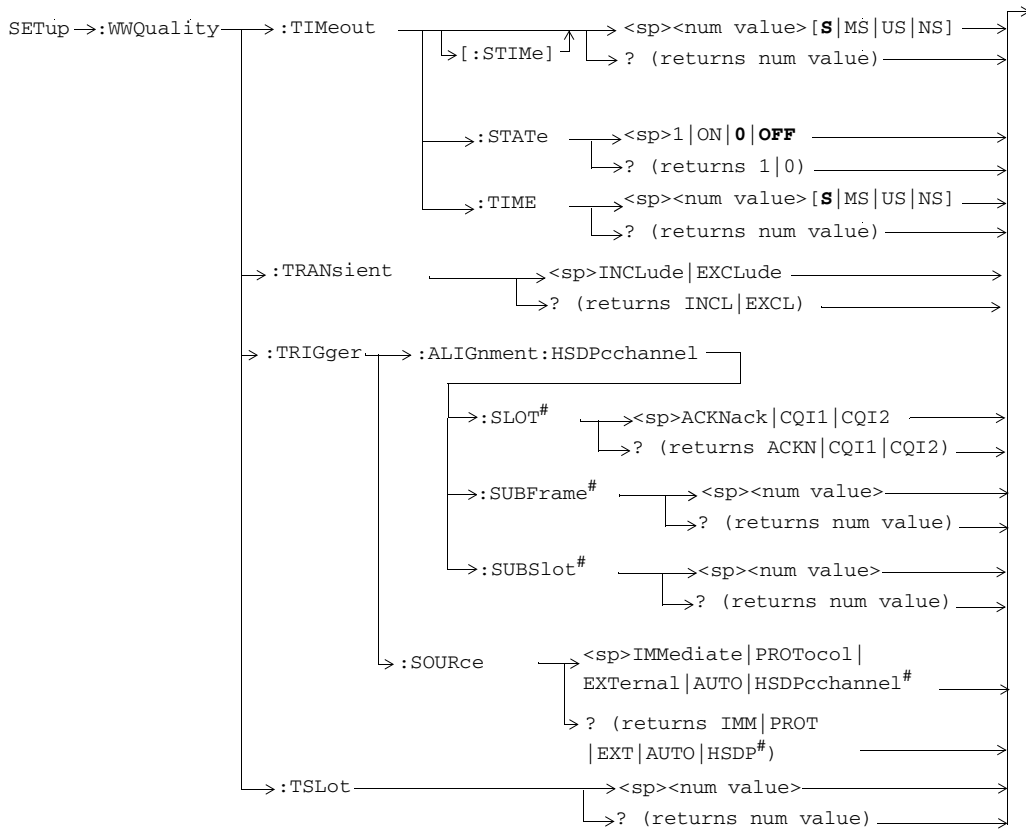 SETup :WWQuality :TIMeout <sp><num value>[S|MS|US|NS]
[:STIMe] ? (returns num value)
:STATe <sp>1|ON|0|OFF
? (returns 1|0)
:TIME <sp><num value>[S|MS|US|NS]
? (returns num value)
:TRANsient <sp>INCLude|EXCLude
? (returns INCL|EXCL)
:TRIGger :ALIGnment:HSDPcchannel
:SLOT# <sp>ACKNack|CQI1|CQI2
? (returns ACKN|CQI1|CQI2)
:SUBFrame# <sp><num value>
? (returns num value)
:SUBSlot# <sp><num value>
? (returns num value)
:SOURce <sp>IMMediate|PROTocol|
EXTernal|AUTO|HSDPcchannel#
? (returns IMM|PROT
|EXT|AUTO|HSDP#)
:TSLot <sp><num value>
? (returns num value)